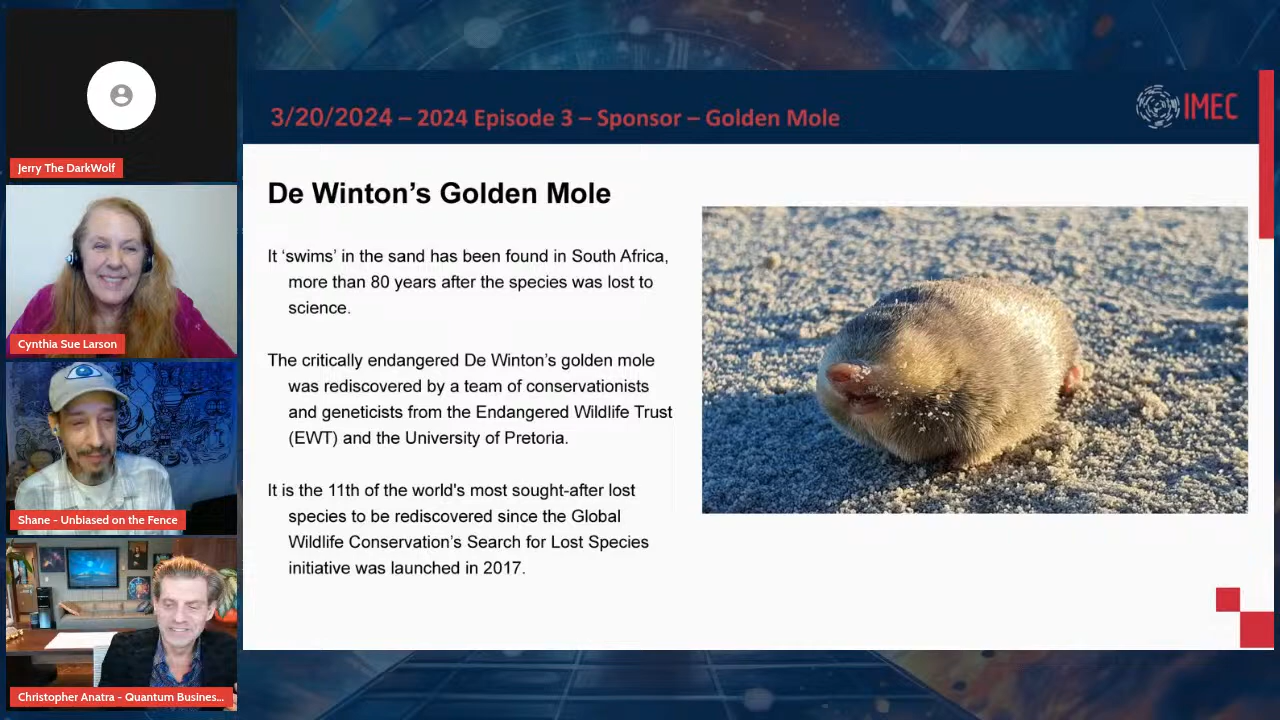 Jerry The DarkWolf
Cynthia Sue Larson
Shane - Unbiased on the Fence
Christopher Anatra - Quantum Busines...
3/20/2024 – 2024 Episode 3 – Sponsor – Golden Mole
IMEC
De Winton’s Golden Mole
It ‘swims’ in the sand has been found in South Africa,
more than 80 years after the species was lost to
science.
The critically endangered De Winton’s golden mole
was rediscovered by a team of conservationists
and geneticists from the Endangered Wildlife Trust
(EWT) and the University of Pretoria.
It is the 11th of the world's most sought-after lost
species to be rediscovered since the Global
Wildlife Conservation’s Search for Lost Species
initiative was launched in 2017.